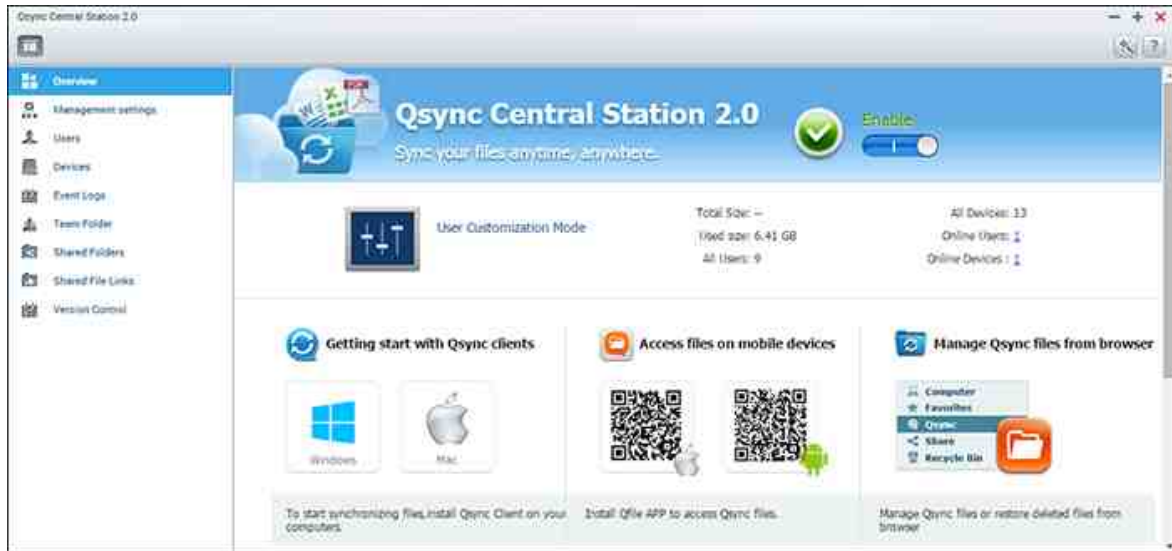 Qsync Central Station 2.0
Overview
Management settings
Users
Devices
Event Logs
Team Folder
Shared Folders
Shared File Links
Version Control
Qsync Central Station 2.0
Sync your files anytime, anywhere.
Enable
User Customization Mode
Total Size: --
Used size: 6.41 GB
All Users: 9
All Devices: 13
Online Users: 1
Online Devices : 1
Getting start with Qsync clients
Windows
Mac
To start synchronizing files,install Qsync Client on your
computers.
Access files on mobile devices
Install Qfile APP to access Qsync files.
Manage Qsync files from browser
Computer
Favorites
Qsync
Share
Recycle Bin
Manage Qsync files or restore deleted files from
browser
W
X
PDF
?